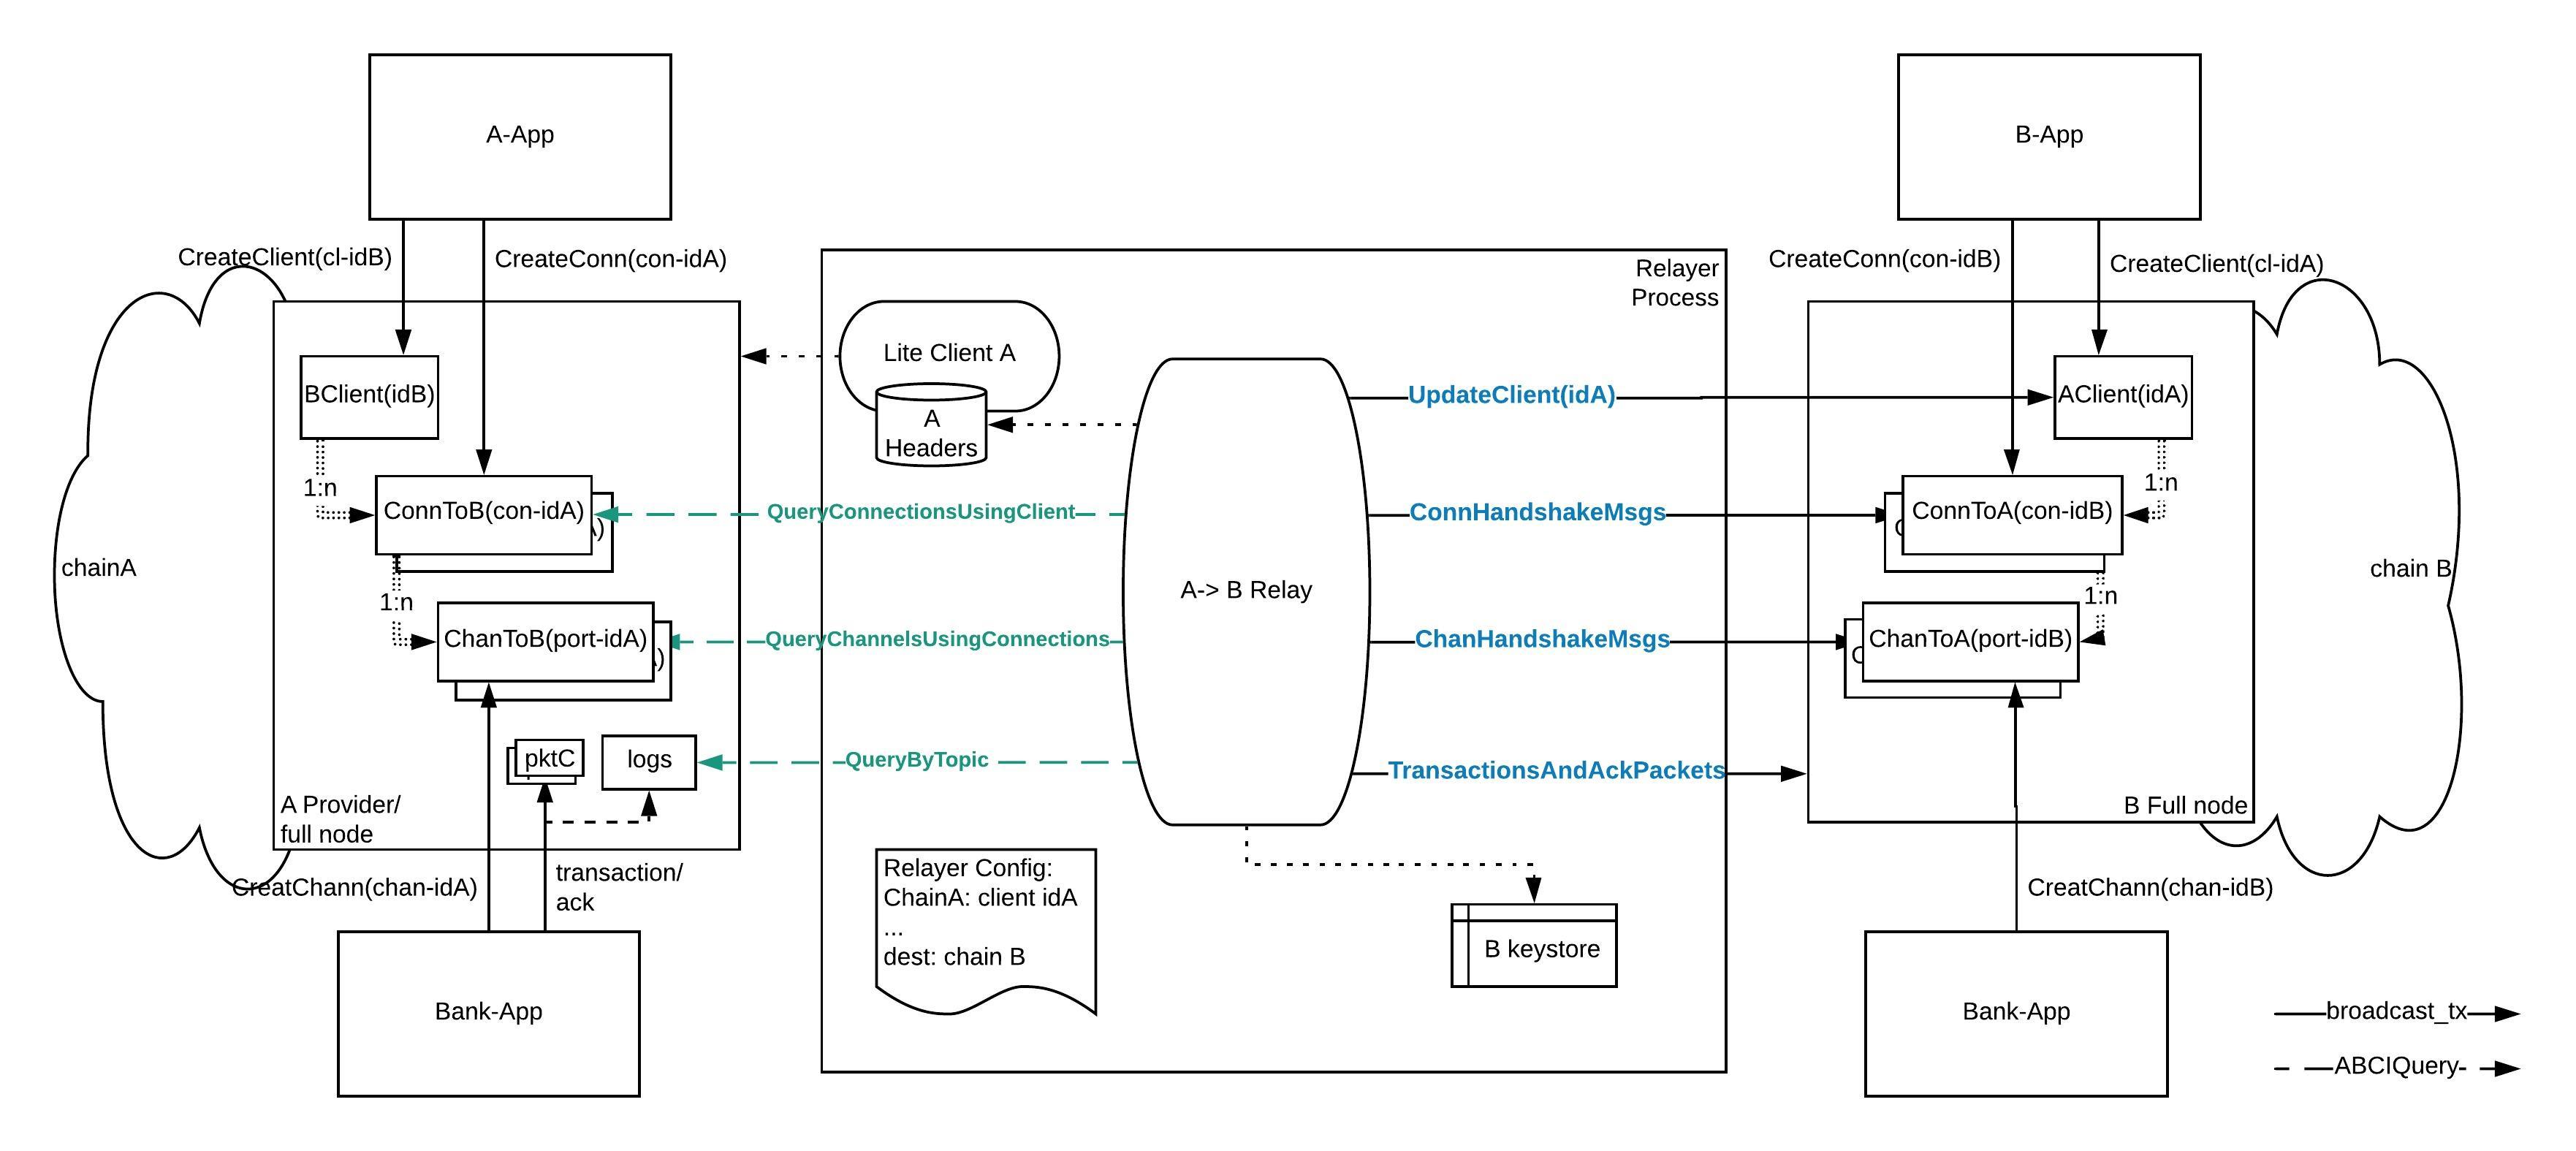 A-App
B-App
CreateClient(cl-idB)
CreateConn(con-idA)
CreateConn(con-idB)
CreateClient(cl-idA)
Relayer
Process
Lite Client A
A
Headers
BClient(idB)
UpdateClient(idA)
AClient(idA)
1:n
1:n
ConnToB(con-idA)
A)
QueryConnectionsUsingClient
ConnHandshakeMsgs
C
ConnToA(con-idB)
chainA
A-> B Relay
chain B
1:n
1:n
ChanToB(port-idA)
A)
QueryChannelsUsingConnections
ChanHandshakeMsgs
C
ChanToA(port-idB)
pktC
logs
QueryByTopic
TransactionsAndAckPackets
A Provider/
full node
B Full node
CreatChann(chan-idA)
transaction/
ack
Relayer Config:
ChainA: client idA
...
dest: chain B
B keystore
CreatChann(chan-idB)
Bank-App
Bank-App
broadcast_tx
ABCIQuery